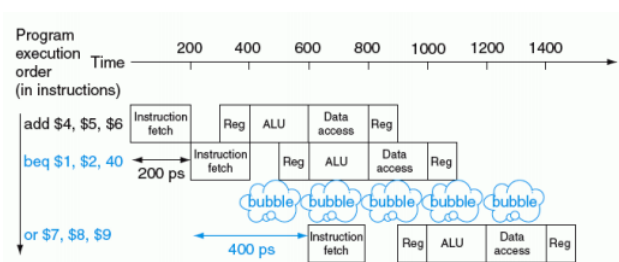 Program
execution
order
(in instructions)
Time
200 400 600 800 1000 1200 1400
add $4, $5, $6
Instruction
fetch
Reg
ALU
Data
access
Reg
beq $1, $2, 40
200 ps
Instruction
fetch
Reg
ALU
Data
access
Reg
bubble bubble bubble bubble bubble
or $7, $8, $9
400 ps
Instruction
fetch
Reg
ALU
Data
access
Reg